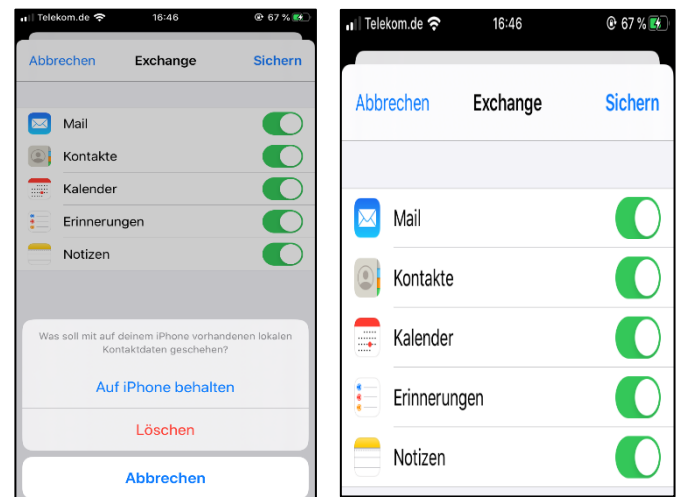 Telekom.de 16:46 67 %
Abbrechen Exchange Sichern
Mail
Kontakte
Kalender
Erinnerungen
Notizen
Was soll mit auf deinem iPhone vorhandenen lokalen
Kontaktdaten geschehen?
Auf iPhone behalten
Löschen
Abbrechen
Telekom.de 16:46 67 %
Abbrechen Exchange Sichern
Mail
Kontakte
Kalender
Erinnerungen
Notizen